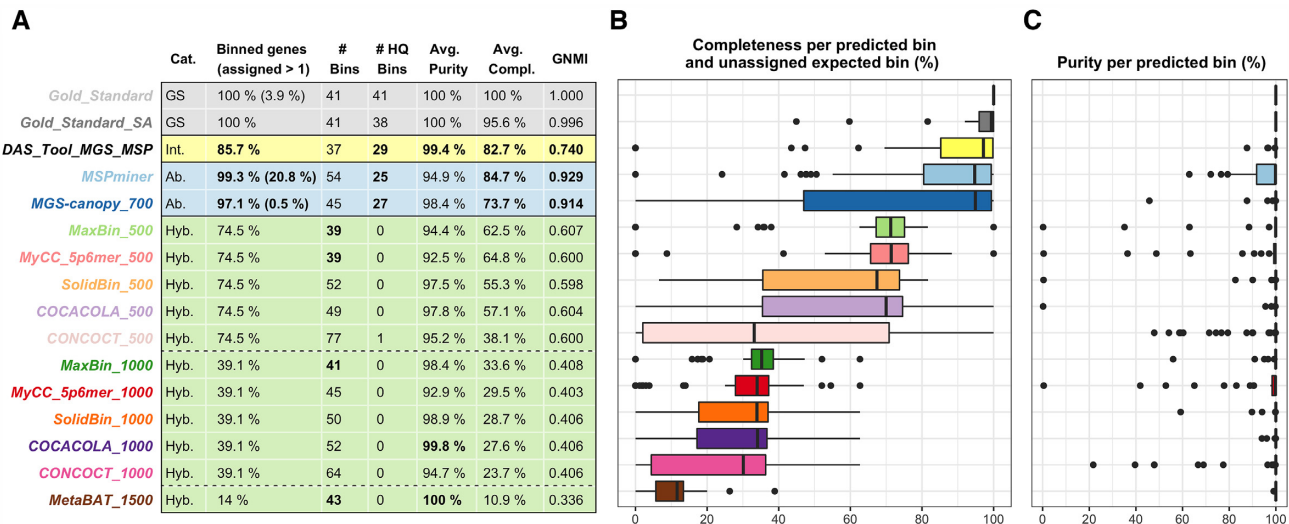 A
Cat. Binned genes (assigned > 1) # Bins # HQ Bins Avg. Purity Avg. Compl. GNMI
Gold_Standard GS 100 % (3.9 %) 41 41 100 % 100 % 1.000
Gold_Standard_SA GS 100 % 41 38 100 % 95.6 % 0.996
DAS_Tool_MGS_MSP Int. 85.7 % 37 29 99.4 % 82.7 % 0.740
MSPminer Ab. 99.3 % (20.8 %) 54 25 94.9 % 84.7 % 0.929
MGS-canopy_700 Ab. 97.1 % (0.5 %) 45 27 98.4 % 73.7 % 0.914
MaxBin_500 Hyb. 74.5 % 39 0 94.4 % 62.5 % 0.607
MyCC_5p6mer_500 Hyb. 74.5 % 39 0 92.5 % 64.8 % 0.600
SolidBin_500 Hyb. 74.5 % 52 0 97.5 % 55.3 % 0.598
COCACOLA_500 Hyb. 74.5 % 49 0 97.8 % 57.1 % 0.604
CONCOCT_500 Hyb. 74.5 % 77 1 95.2 % 38.1 % 0.600
MaxBin_1000 Hyb. 39.1 % 41 0 98.4 % 33.6 % 0.408
MyCC_5p6mer_1000 Hyb. 39.1 % 45 0 92.9 % 29.5 % 0.403
SolidBin_1000 Hyb. 39.1 % 50 0 98.9 % 28.7 % 0.406
COCACOLA_1000 Hyb. 39.1 % 52 0 99.8 % 27.6 % 0.406
CONCOCT_1000 Hyb. 39.1 % 64 0 94.7 % 23.7 % 0.406
MetaBAT_1500 Hyb. 14 % 43 0 100 % 10.9 % 0.336
B
Completeness per predicted bin
and unassigned expected bin (%)
0 20 40 60 80 100
C
Purity per predicted bin (%)
0 20 40 60 80 100